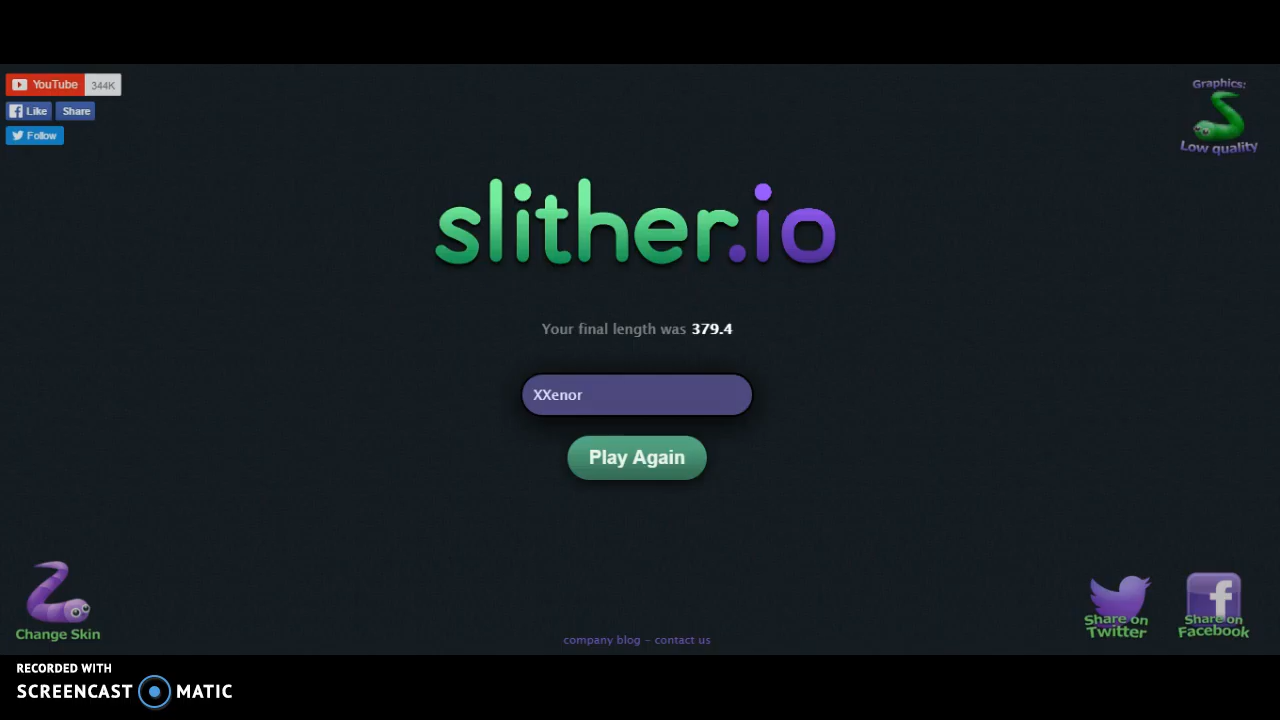 YouTube 344K
Like Share
Follow
Graphics:
Low quality
slither.io
Your final length was 379.4
XXenor
Play Again
Change Skin
company blog - contact us
Share on
Twitter
Share on
Facebook
RECORDED WITH
SCREENCAST MATIC